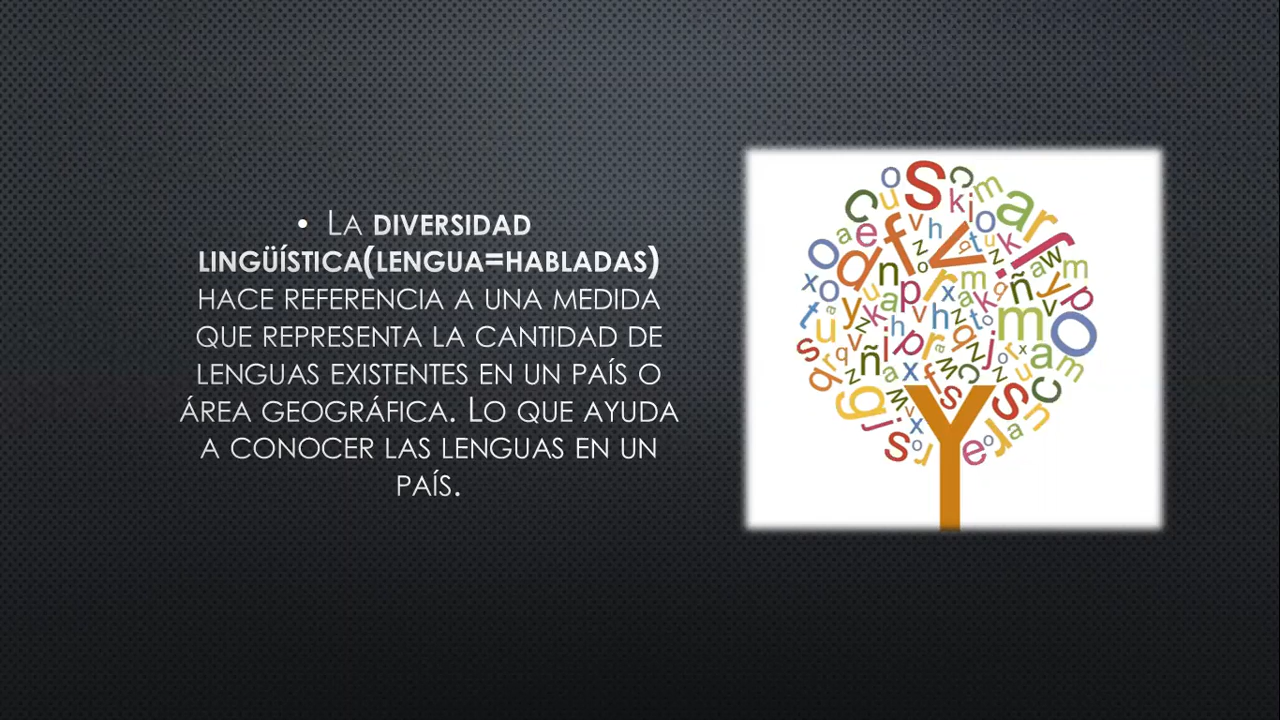 • La DIVERSIDAD
LINGÜÍSTICA(LENGUA=HABLADAS)
HACE REFERENCIA A UNA MEDIDA
QUE REPRESENTA LA CANTIDAD DE
LENGUAS EXISTENTES EN UN PAÍS O
ÁREA GEOGRÁFICA. LO QUE AYUDA
A CONOCER LAS LENGUAS EN UN
PAÍS.